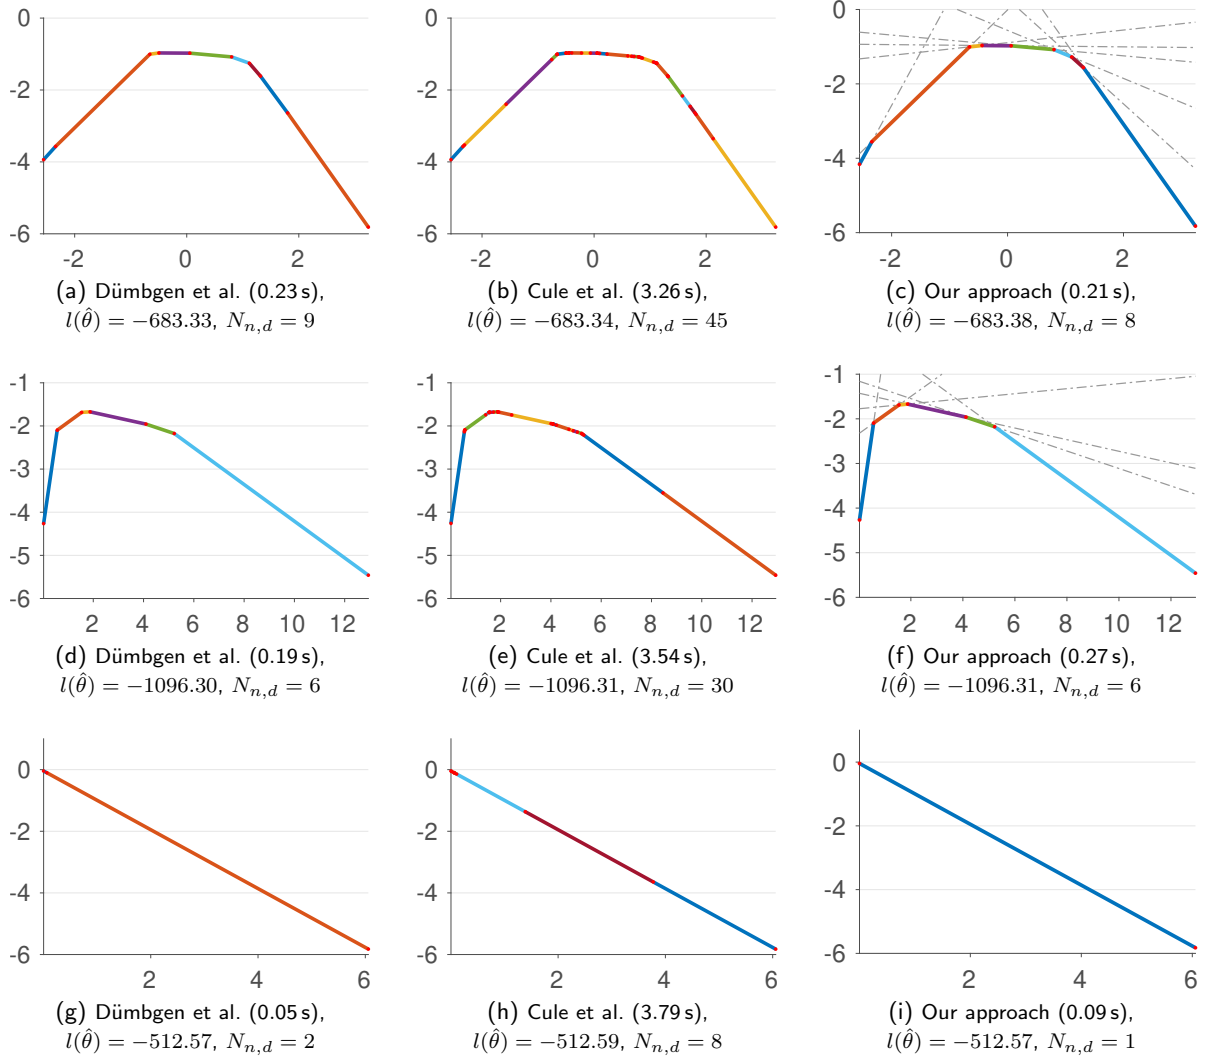 0
-2
-4
-6
-2
0
2
(a) Dümbgen et al. (0.23 s),
l(θ̂) = −683.33, N_{n,d} = 9
0
-2
-4
-6
-2
0
2
(b) Cule et al. (3.26 s),
l(θ̂) = −683.34, N_{n,d} = 45
0
-2
-4
-6
-2
0
2
(c) Our approach (0.21 s),
l(θ̂) = −683.38, N_{n,d} = 8
-1
-2
-3
-4
-5
-6
2 4 6 8 10 12
(d) Dümbgen et al. (0.19 s),
l(θ̂) = −1096.30, N_{n,d} = 6
-1
-2
-3
-4
-5
-6
2 4 6 8 10 12
(e) Cule et al. (3.54 s),
l(θ̂) = −1096.31, N_{n,d} = 30
-1
-2
-3
-4
-5
-6
2 4 6 8 10 12
(f) Our approach (0.27 s),
l(θ̂) = −1096.31, N_{n,d} = 6
0
-2
-4
-6
2 4 6
(g) Dümbgen et al. (0.05 s),
l(θ̂) = −512.57, N_{n,d} = 2
0
-2
-4
-6
2 4 6
(h) Cule et al. (3.79 s),
l(θ̂) = −512.59, N_{n,d} = 8
0
-2
-4
-6
2 4 6
(i) Our approach (0.09 s),
l(θ̂) = −512.57, N_{n,d} = 1